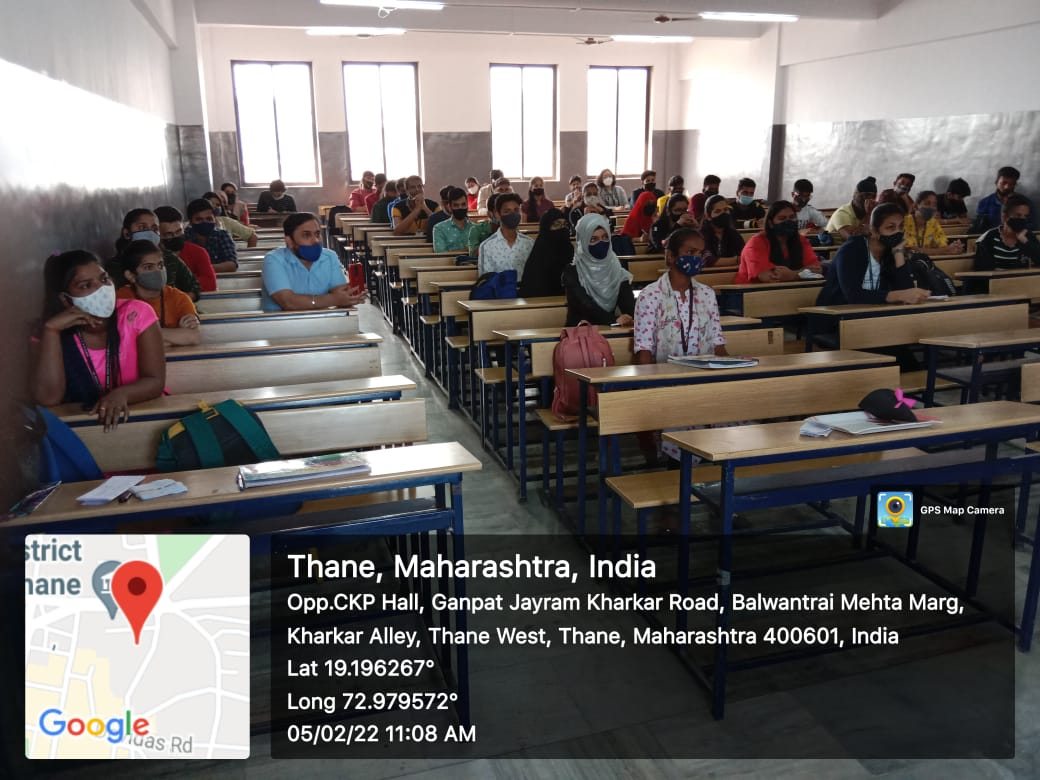 GPS Map Camera
strict
hane
Google
das Rd
Thane, Maharashtra, India
Opp.CKP Hall, Ganpat Jayram Kharkar Road, Balwantrai Mehta Marg,
Kharkar Alley, Thane West, Thane, Maharashtra 400601, India
Lat 19.196267°
Long 72.979572°
05/02/22 11:08 AM